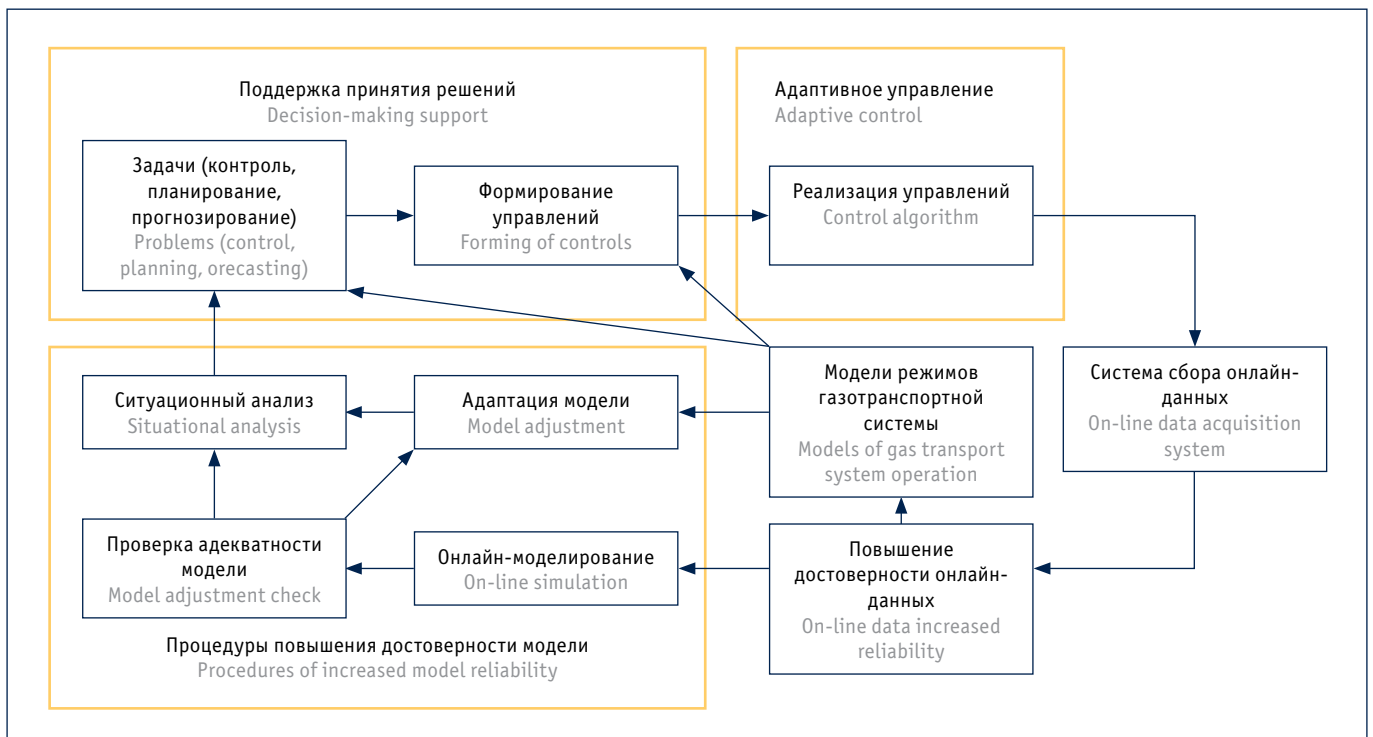 Поддержка принятия решений
Decision-making support
Задачи (контроль,
планирование,
прогнозирование)
Problems (control,
planning, orecasting)
Формирование
управлений
Forming of controls
Адаптивное управление
Adaptive control
Реализация управлений
Control algorithm
Ситуационный анализ
Situational analysis
Адаптация модели
Model adjustment
Модели режимов
газотранспортной
системы
Models of gas transport
system operation
Система сбора онлайн-
данных
On-line data acquisition
system
Проверка адекватности
модели
Model adjustment check
Онлайн-моделирование
On-line simulation
Повышение
достоверности онлайн-
данных
On-line data increased
reliability
Процедуры повышения достоверности модели
Procedures of increased model reliability